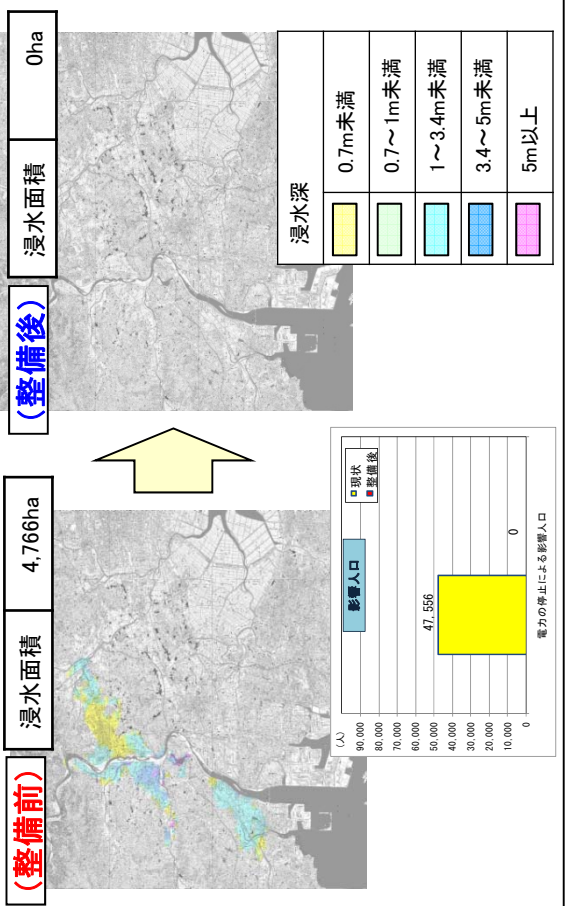 (整備前)
浸水面積 4,766ha
(整備後)
浸水面積 0ha
影響人口
(人)
90,000
80,000
70,000
60,000
50,000
40,000
30,000
20,000
10,000
0
47,556
0
現状
整備後
電力の停止による影響人口
浸水深
0.7m未満
0.7～1m未満
1～3.4m未満
3.4～5m未満
5m以上